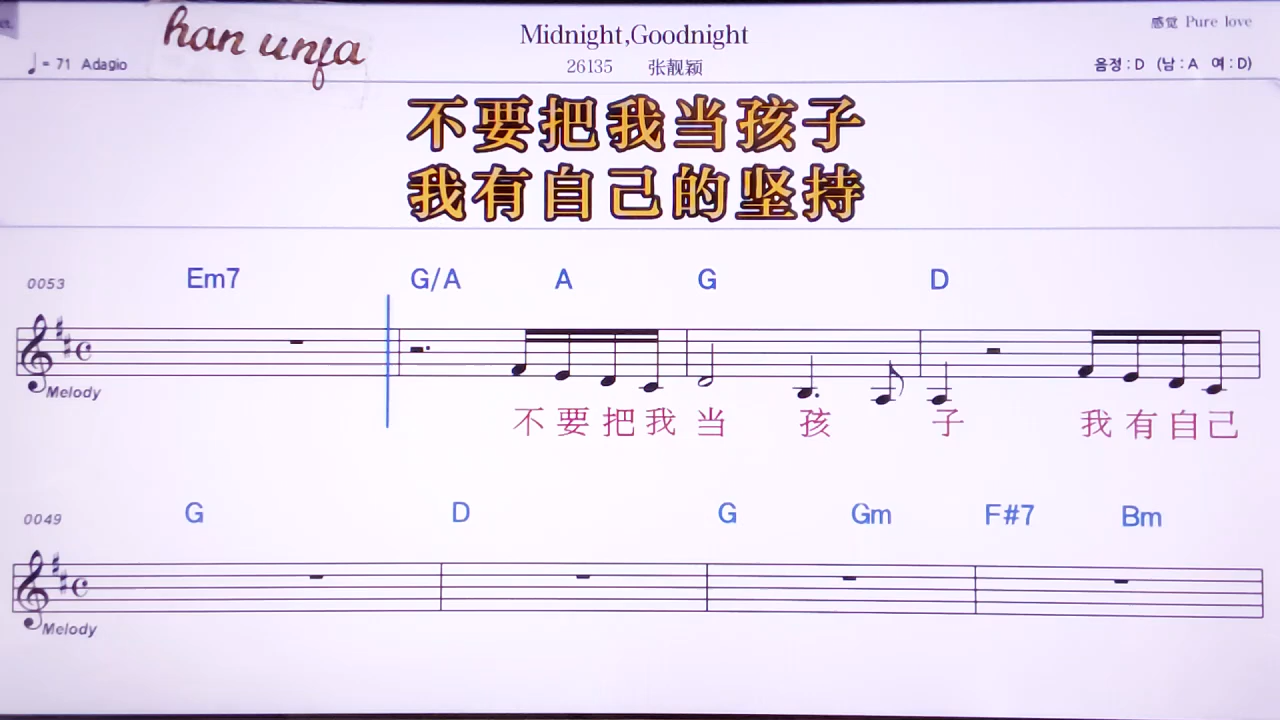 han unfa
Midnight,Goodnight
感觉 Pure love
♩= 71 Adagio
26135 张靓颖
음정 : D (남 : A 여 : D)
不要把我当孩子
我有自己的坚持
0053 Em7 G/A A G D
Melody
不 要 把 我 当 孩 子 我 有 自 己
0049 G D G Gm F#7 Bm
Melody